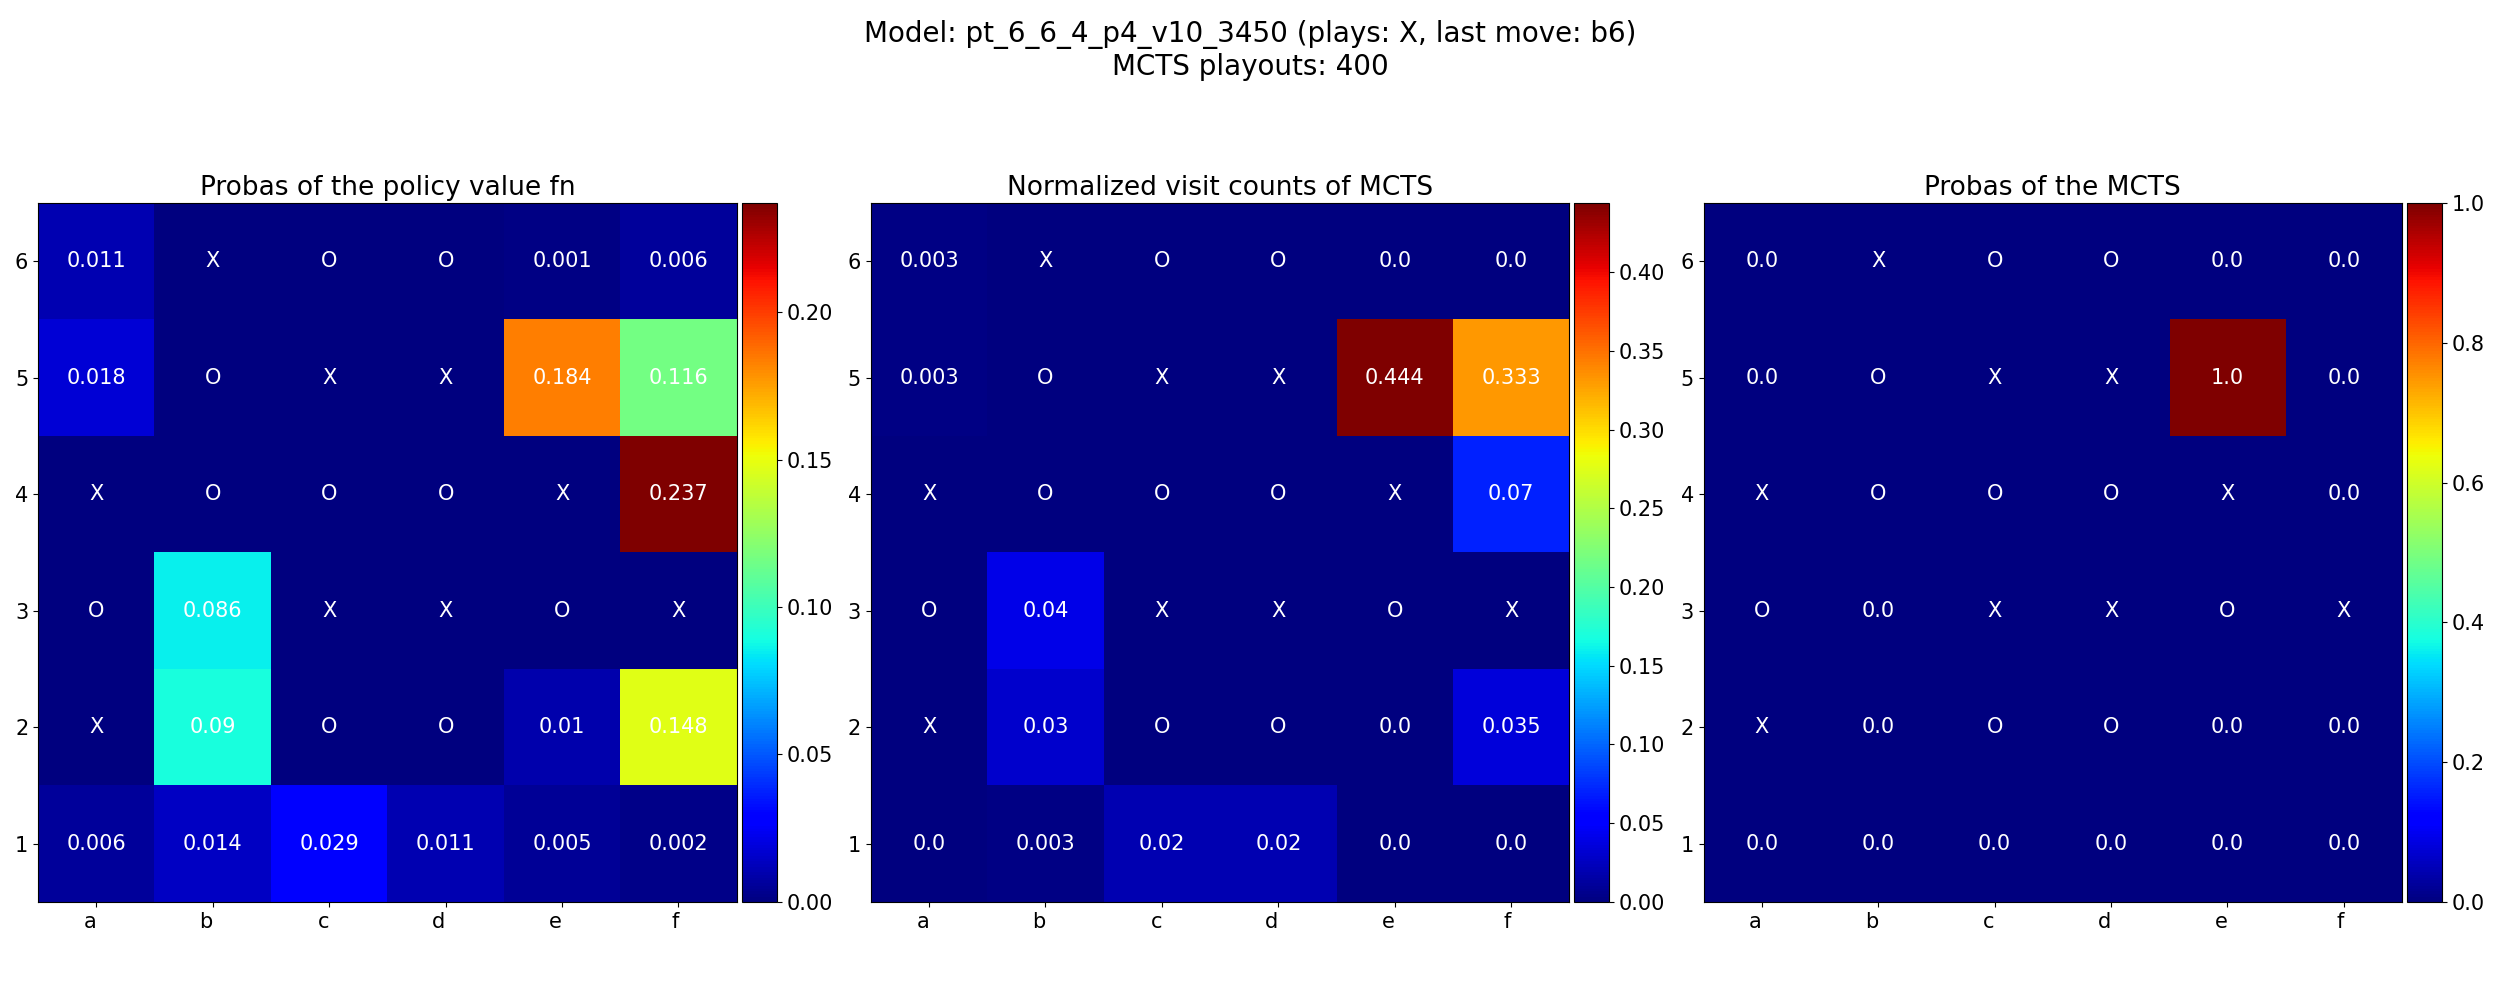 Model: pt_6_6_4_p4_v10_3450 (plays: X, last move: b6)
MCTS playouts: 400
Probas of the policy value fn
6 0.011 X O O 0.001 0.006
5 0.018 O X X 0.184 0.116
4 X O O O X 0.237
3 O 0.086 X X O X
2 X 0.09 O O 0.01 0.148
1 0.006 0.014 0.029 0.011 0.005 0.002
a b c d e f
0.20
0.15
0.10
0.05
0.00
Normalized visit counts of MCTS
6 0.003 X O O 0.0 0.0
5 0.003 O X X 0.444 0.333
4 X O O O X 0.07
3 O 0.04 X X O X
2 X 0.03 O O 0.0 0.035
1 0.0 0.003 0.02 0.02 0.0 0.0
a b c d e f
0.40
0.35
0.30
0.25
0.20
0.15
0.10
0.05
0.00
Probas of the MCTS
6 0.0 X O O 0.0 0.0
5 0.0 O X X 1.0 0.0
4 X O O O X 0.0
3 O 0.0 X X O X
2 X 0.0 O O 0.0 0.0
1 0.0 0.0 0.0 0.0 0.0 0.0
a b c d e f
1.0
0.8
0.6
0.4
0.2
0.0